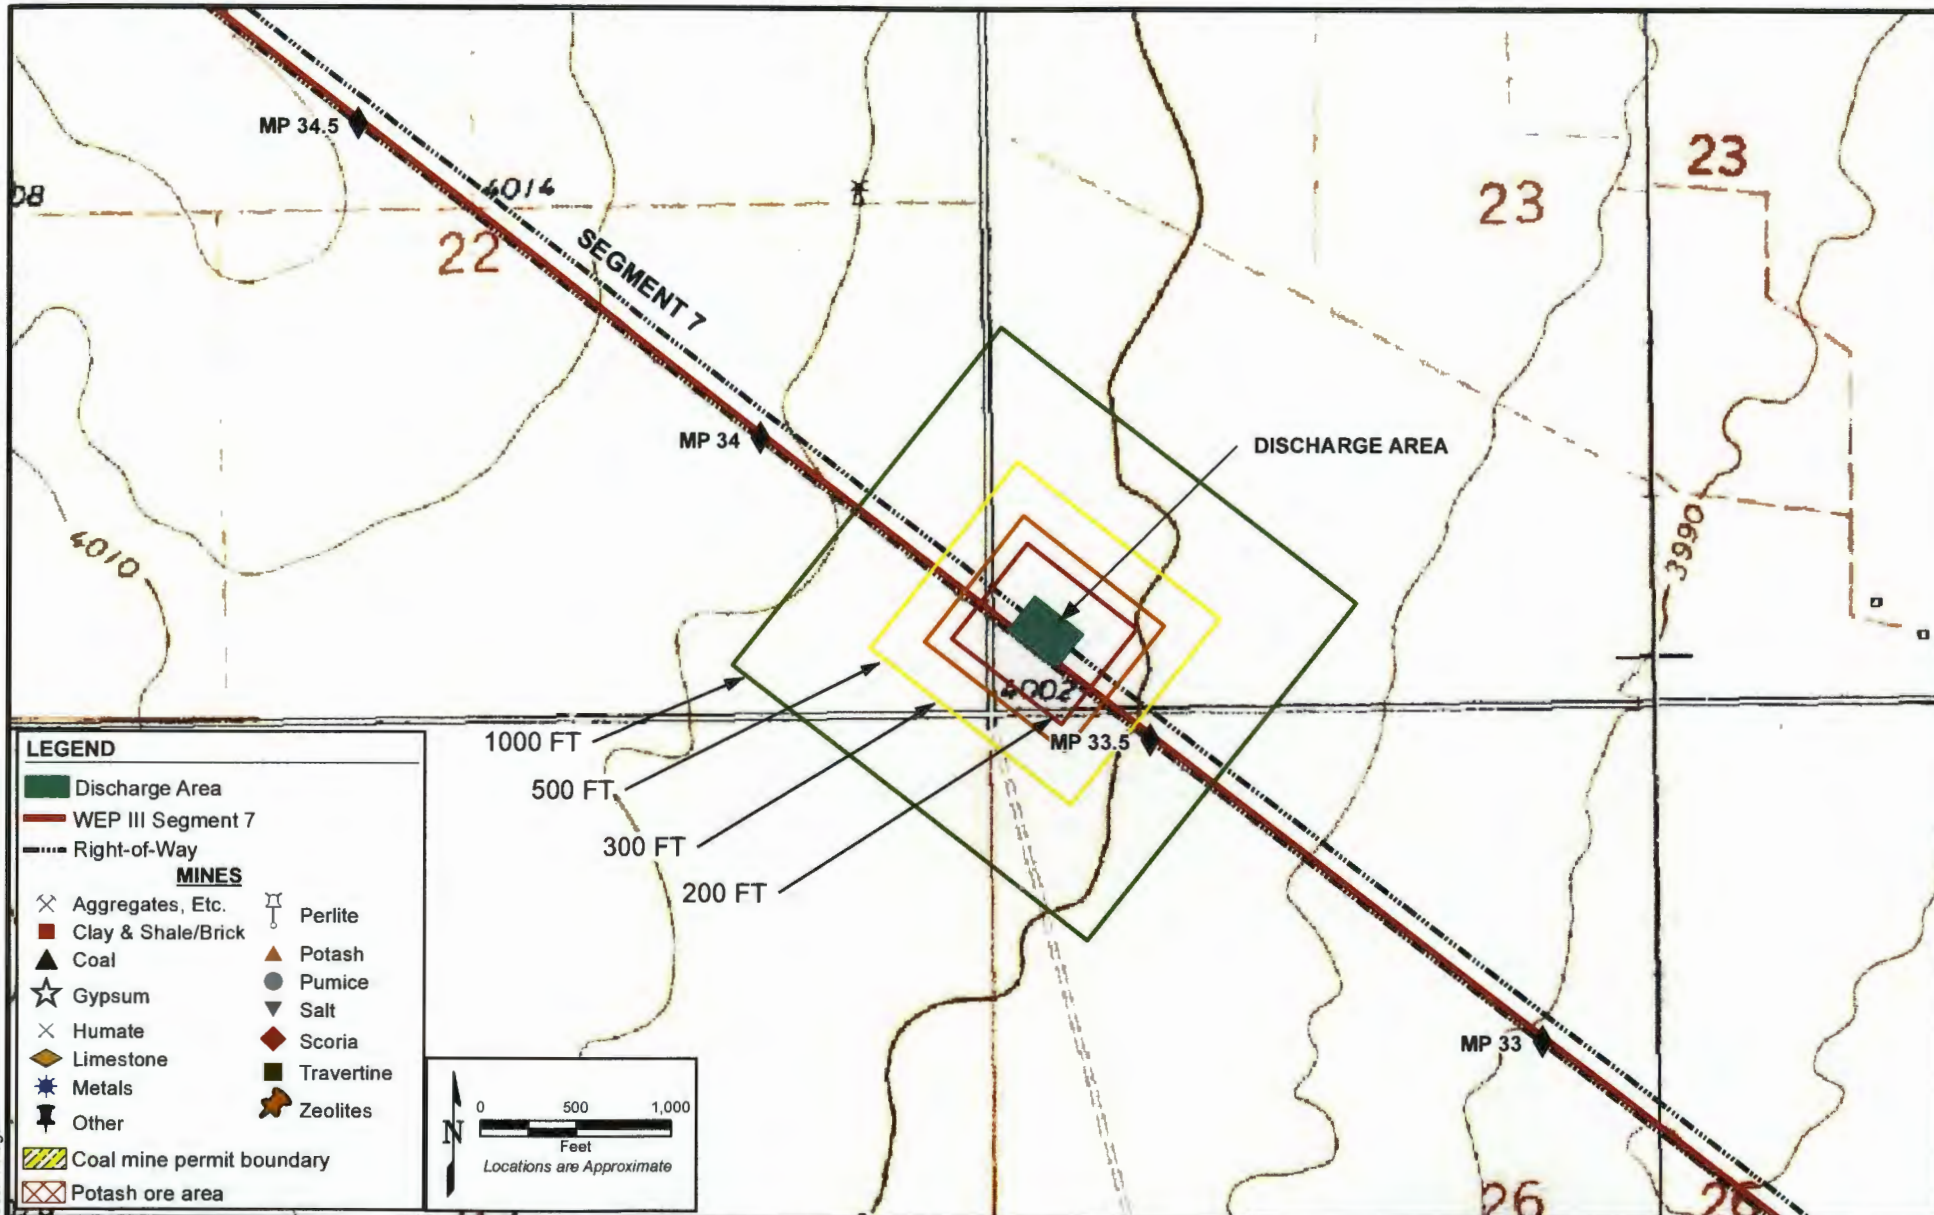 MP 34.5
08
4014
22
SEGMENT 7
23
23
MP 34
DISCHARGE AREA
4010
3990
4002
MP 33.5
1000 FT
500 FT
300 FT
200 FT
MP 33
26
26
LEGEND
Discharge Area
WEP III Segment 7
Right-of-Way
MINES
Aggregates, Etc.
Clay & Shale/Brick
Coal
Gypsum
Humate
Limestone
Metals
Other
Perlite
Potash
Pumice
Salt
Scoria
Travertine
Zeolites
Coal mine permit boundary
Potash ore area
N
0 500 1,000
Feet
Locations are Approximate